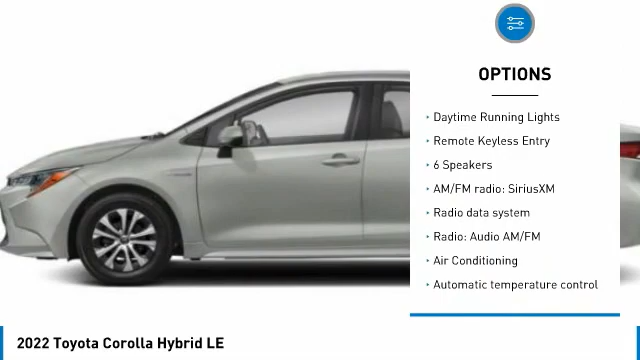 OPTIONS
Daytime Running Lights
Remote Keyless Entry
6 Speakers
AM/FM radio: SiriusXM
Radio data system
Radio: Audio AM/FM
Air Conditioning
Automatic temperature control
2022 Toyota Corolla Hybrid LE